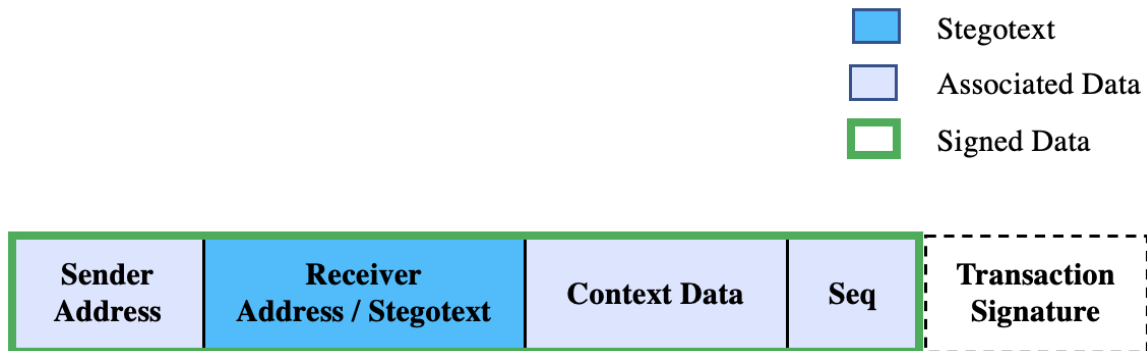 Stegotext
Associated Data
Signed Data
Sender
Address
Receiver
Address / Stegotext
Context Data
Seq
Transaction
Signature